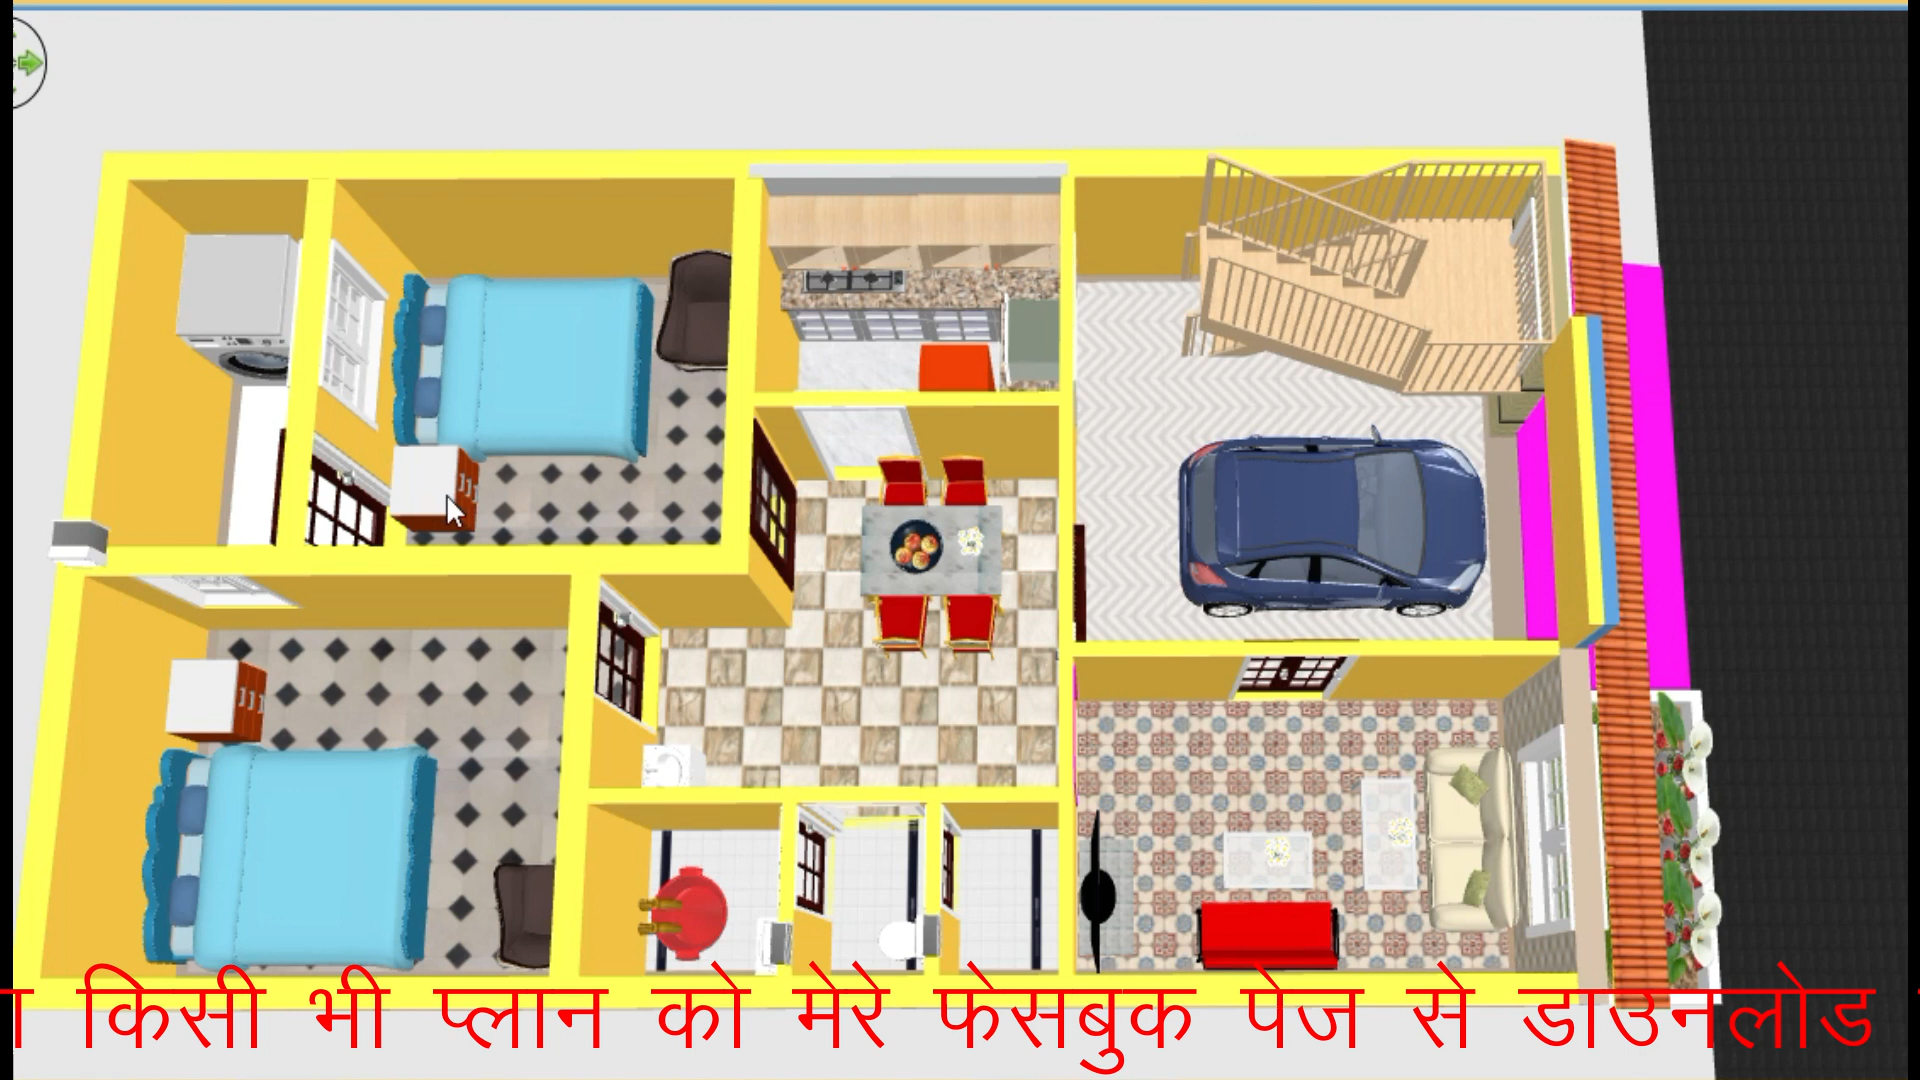 किसी भी प्लान को मेरे फेसबुक पेज से डाउनलोड